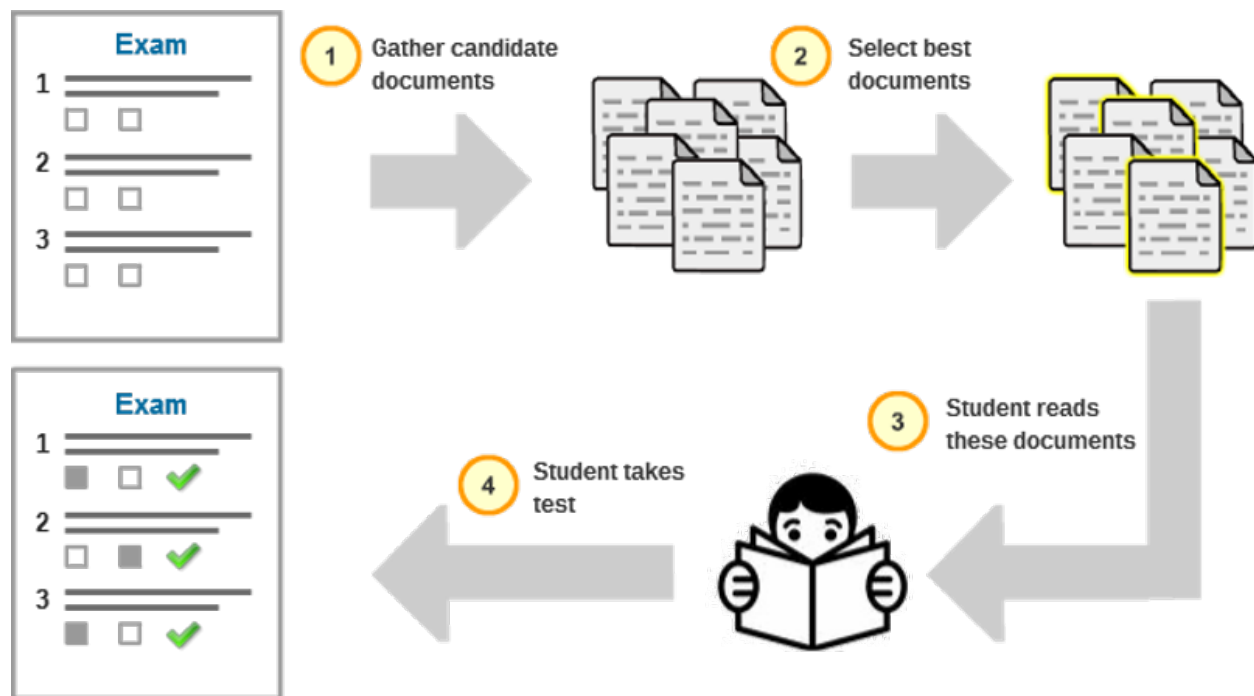 Exam
1
2
3
1
Gather candidate
documents
2
Select best
documents
3
Student reads
these documents
4
Student takes
test
Exam
1
2
3